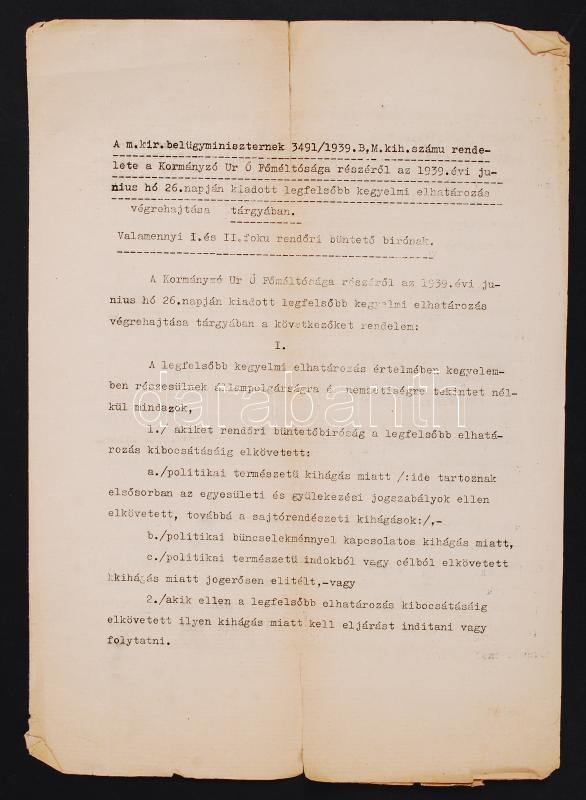 A m.kir.belügyminiszternek 3491/1939.B,M.kih.számu rende-
lete a Kormányzó Ur Ő Főméltósága részéről az 1939.évi ju-
nius hó 26.napján kiadott legfelsőbb kegyelmi elhatározás
végrehajtása tárgyában.
Valamennyi I.és II.foku rendőri büntető birónak.
A Kormányzó Ur Ő Főméltósága részéről az 1939.évi ju-
nius hó 26.napján kiadott legfelsőbb kegyelmi elhatározás
végrehajtása tárgyában a következőket rendelem:
I.
A legfelsőbb kegyelmi elhatározás értelmében kegyelem-
ben részesülnek állampolgárságra és nemzetiségre tekintet nél-
kül mindazok,
darabanth
1./ akiket rendőri büntetőbiróság a legfelsőbb elhatá-
rozás kibocsátásáig elkövetett:
a./politikai természetü kihágás miatt /:ide tartoznak
elsősorban az egyesületi és gyülekezési jogszabályok ellen
elkövetett, továbbá a sajtórendészeti kihágások:/,-
b./politikai büncselekménnyel kapcsolatos kihágás miatt,
c./politikai természetü indokból vagy célból elkövetett
kkihágás miatt jogerősen elitélt,-vagy
2./akik ellen a legfelsőbb elhatározás kibocsátásáig
elkövetett ilyen kihágás miatt kell eljárást inditani vagy
folytatni.